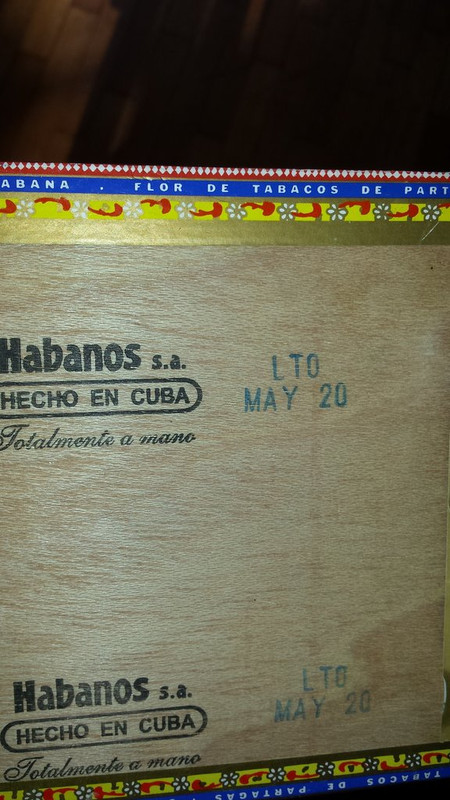 ABANA . FLOR DE TABACOS DE PART
Habanos s.a.
HECHO EN CUBA
Totalmente a mano
LTO
MAY 20
Habanos s.a.
HECHO EN CUBA
Totalmente a mano
LTO
MAY 20
TABACOS DE PARTAGAS